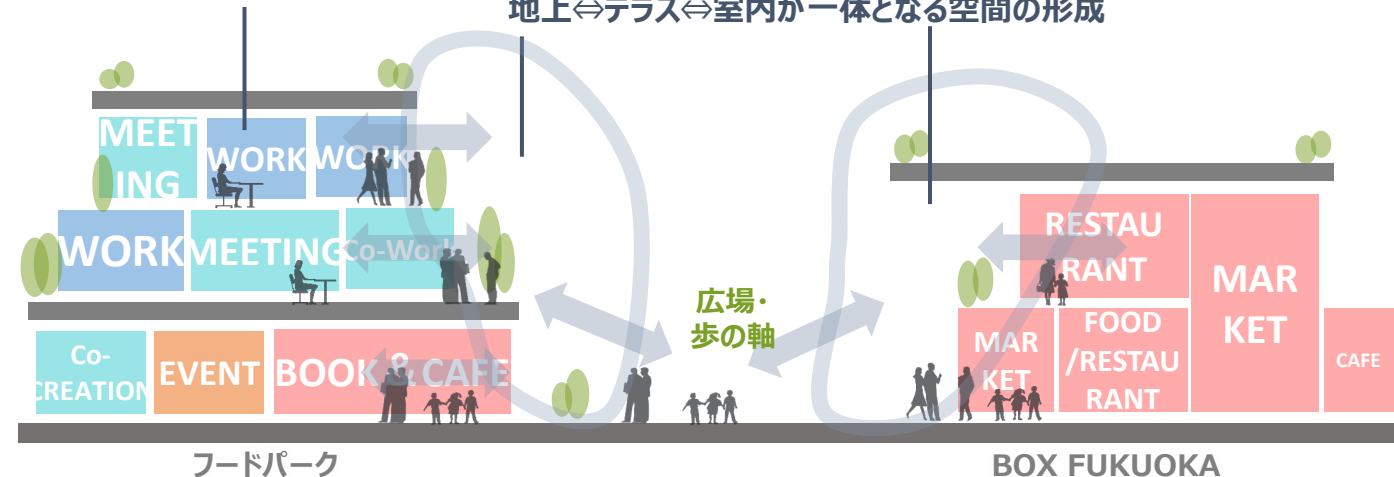 地上⇔テラス⇔室内が一体となる空間の形成
MEET
ING
WORK
WORK
WORK
MEETING
Co-Work
Co-
CREATION
EVENT
BOOK & CAFE
広場・
歩の軸
RESTAU
RANT
MAR
KET
MAR
KET
FOOD
/RESTAU
RANT
CAFE
フードパーク
BOX FUKUOKA